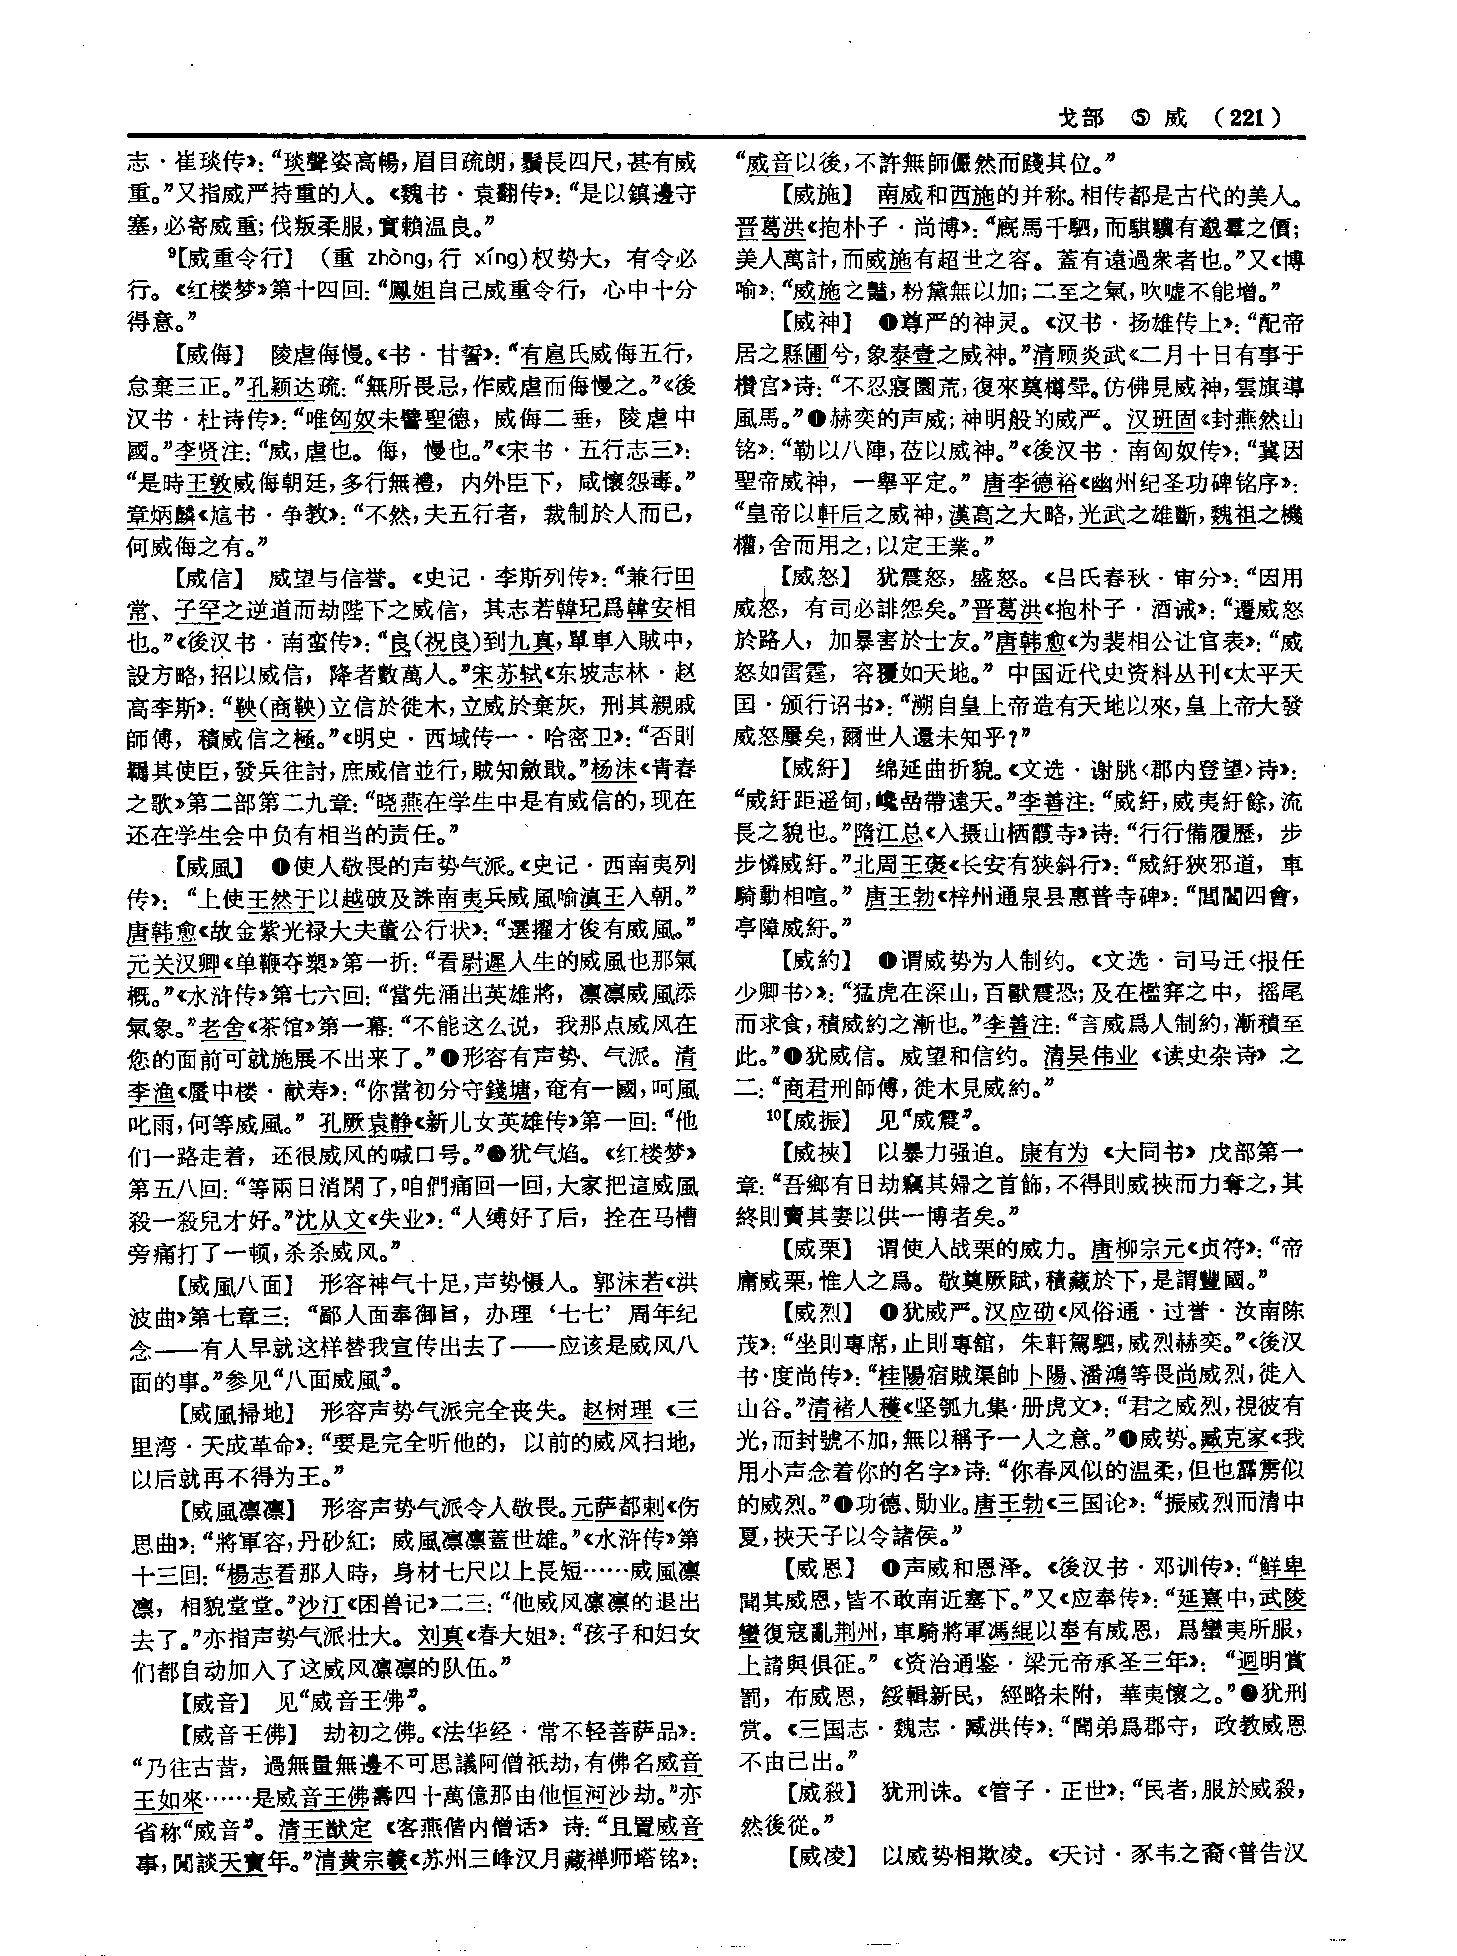 戈部 ⑤ 威 (221)
志·崔琰传》：“琰聲姿高暢，眉目疏朗，鬚長四尺，甚有威
重。”又指威严持重的人。《魏书·袁翻传》：“是以鎮邊守
塞，必寄威重；伐叛柔服，實賴温良。”
9【威重令行】 (重 zhòng，行 xíng)权势大，有令必
行。《红楼梦》第十四回：“鳳姐自己威重令行，心中十分
得意。”
【威侮】 陵虐侮慢。《书·甘誓》：“有扈氏威侮五行，
怠棄三正。”孔颖达疏：“無所畏忌，作威虐而侮慢之。”《後
汉书·杜诗传》：“唯匈奴未譬聖德，威侮二垂，陵虐中
國。”李贤注：“威，虐也。侮，慢也。”《宋书·五行志三》：
“是時王敦威侮朝廷，多行無禮，内外臣下，咸懷怨毒。”
章炳麟《訄书·争教》：“不然，夫五行者，裁制於人而已，
何威侮之有。”
【威信】 威望与信誉。《史记·李斯列传》：“兼行田
常、子罕之逆道而劫陛下之威信，其志若韓玘爲韓安相
也。”《後汉书·南蛮传》：“良(祝良)到九真，單車入賊中，
設方略，招以威信，降者數萬人。”宋苏轼《东坡志林·赵
高李斯》：“鞅(商鞅)立信於徙木，立威於棄灰，刑其親戚
師傅，積威信之極。”《明史·西域传一·哈密卫》：“否則
羈其使臣，發兵往討，庶威信並行，賊知斂戢。”杨沫《青春
之歌》第二部第二九章：“晓燕在学生中是有威信的，现在
还在学生会中负有相当的责任。”
【威風】 ❶使人敬畏的声势气派。《史记·西南夷列
传》：“上使王然于以越破及誅南夷兵威風喻滇王入朝。”
唐韩愈《故金紫光禄大夫董公行状》：“選擢才俊有威風。”
元关汉卿《单鞭夺槊》第一折：“看尉遲人生的威風也那氣
概。”《水浒传》第七六回：“當先涌出英雄將，凛凛威風添
氣象。”老舍《茶馆》第一幕：“不能这么说，我那点威风在
您的面前可就施展不出来了。”❶形容有声势、气派。清
李渔《蜃中楼·献寿》：“你當初分守錢塘，奄有一國，呵風
叱雨，何等威風。”孔厥袁静《新儿女英雄传》第一回：“他
们一路走着，还很威风的喊口号。”❸犹气焰。《红楼梦》
第五八回：“等兩日消閑了，咱們痛回一回，大家把這威風
殺一殺兒才好。”沈从文《失业》：“人缚好了后，拴在马槽
旁痛打了一顿，杀杀威风。”
【威風八面】 形容神气十足，声势慑人。郭沫若《洪
波曲》第七章三：“鄙人面奉御旨，办理‘七七’周年纪
念——有人早就这样替我宣传出去了——应该是威风八
面的事。”参见“八面威風”。
【威風掃地】 形容声势气派完全丧失。赵树理《三
里湾·天成革命》：“要是完全听他的，以前的威风扫地，
以后就再不得为王。”
【威風凛凛】 形容声势气派令人敬畏。元萨都剌《伤
思曲》：“將軍容，丹砂紅；威風凛凛蓋世雄。”《水浒传》第
十三回：“楊志看那人時，身材七尺以上長短……威風凛
凛，相貌堂堂。”沙汀《困兽记》二三：“他威风凛凛的退出
去了。”亦指声势气派壮大。刘真《春大姐》：“孩子和妇女
们都自动加入了这威风凛凛的队伍。”
【威音】 见“威音王佛”。
【威音王佛】 劫初之佛。《法华经·常不轻菩萨品》：
“乃往古昔，過無量無邊不可思議阿僧祇劫，有佛名威音
王如來……是威音王佛壽四十萬億那由他恒河沙劫。”亦
省称“威音”。清王猷定《客燕偕内僧话》诗：“且置威音
事，閑談天寶年。”清黄宗羲《苏州三峰汉月藏禅师塔铭》：
“威音以後，不許無師儼然而踐其位。”
【威施】 南威和西施的并称。相传都是古代的美人。
晋葛洪《抱朴子·尚博》：“厩馬千駟，而騏驥有邈羣之價；
美人萬計，而威施有超世之容。蓋有遠過衆者也。”又《博
喻》：“威施之豔，粉黛無以加；二至之氣，吹噓不能增。”
【威神】 ❶尊严的神灵。《汉书·扬雄传上》：“配帝
居之縣圃兮，象泰壹之威神。”清顾炎武《二月十日有事于
欑宫》诗：“不忍寢園荒，復來奠樽斝。仿佛見威神，雲旗導
風馬。”❶赫奕的声威；神明般的威严。汉班固《封燕然山
铭》：“勒以八陣，莅以威神。”《後汉书·南匈奴传》：“冀因
聖帝威神，一舉平定。”唐李德裕《幽州纪圣功碑铭序》：
“皇帝以軒后之威神，漢高之大略，光武之雄斷，魏祖之機
權，舍而用之，以定王業。”
【威怒】 犹震怒，盛怒。《吕氏春秋·审分》：“因用
威怒，有司必誹怨矣。”晋葛洪《抱朴子·酒诫》：“遷威怒
於路人，加暴害於士友。”唐韩愈《为裴相公让官表》：“威
怒如雷霆，容覆如天地。”中国近代史资料丛刊《太平天
囯·颁行诏书》：“溯自皇上帝造有天地以來，皇上帝大發
威怒屢矣，爾世人還未知乎？”
【威紆】 绵延曲折貌。《文选·谢朓〈郡内登望〉诗》：
“威紆距遥甸，巉嵒帶遠天。”李善注：“威紆，威夷紆餘，流
長之貌也。”隋江总《入摄山栖霞寺》诗：“行行備履歷，步
步憐威紆。”北周王褒《长安有狭斜行》：“威紆狹邪道，車
騎動相喧。”唐王勃《梓州通泉县惠普寺碑》：“閭閻四會，
亭障威紆。”
【威約】 ❶谓威势为人制约。《文选·司马迁〈报任
少卿书〉》：“猛虎在深山，百獸震恐；及在檻穽之中，摇尾
而求食，積威約之漸也。”李善注：“言威爲人制約，漸積至
此。”❶犹威信。威望和信约。清吴伟业《读史杂诗》之
二：“商君刑師傅，徙木見威約。”
10【威振】 见“威震”。
【威挾】 以暴力强迫。康有为《大同书》戊部第一
章：“吾鄉有日劫竊其婦之首飾，不得則威挾而力奪之，其
終則賣其妻以供一博者矣。”
【威栗】 谓使人战栗的威力。唐柳宗元《贞符》：“帝
庸威栗，惟人之爲。敬奠厥賦，積藏於下，是謂豐國。”
【威烈】 ❶犹威严。汉应劭《风俗通·过誉·汝南陈
茂》：“坐則專席，止則專舘，朱軒駕駟，威烈赫奕。”《後汉
书·度尚传》：“桂陽宿賊渠帥卜陽、潘鴻等畏尚威烈，徙入
山谷。”清褚人穫《坚瓠九集·册虎文》：“君之威烈，視彼有
光，而封號不加，無以稱予一人之意。”❶威势。臧克家《我
用小声念着你的名字》诗：“你春风似的温柔，但也霹雳似
的威烈。”❶功德、勋业。唐王勃《三国论》：“振威烈而清中
夏，挾天子以令諸侯。”
【威恩】 ❶声威和恩泽。《後汉书·邓训传》：“鮮卑
聞其威恩，皆不敢南近塞下。”又《应奉传》：“延熹中，武陵
蠻復寇亂荆州，車騎將軍馮緄以奉有威恩，爲蠻夷所服，
上請與俱征。”《资治通鉴·梁元帝承圣三年》：“迥明賞
罰，布威恩，綏輯新民，經略未附，華夷懷之。”❷犹刑
赏。《三国志·魏志·臧洪传》：“聞弟爲郡守，政教威恩
不由己出。”
【威殺】 犹刑诛。《管子·正世》：“民者，服於威殺，
然後從。”
【威凌】 以威势相欺凌。《天讨·豕韦之裔〈普告汉